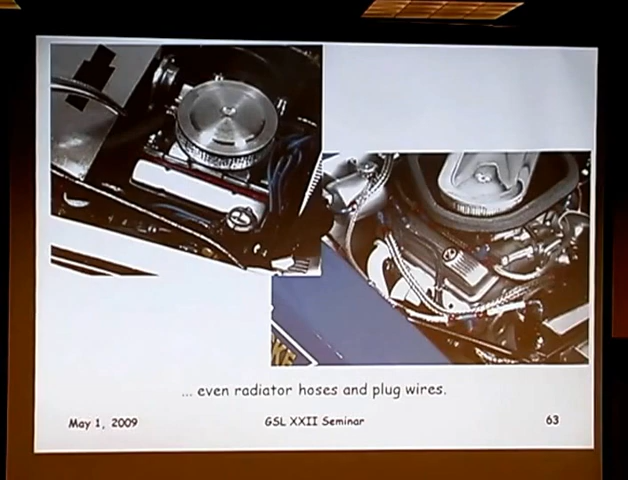 ... even radiator hoses and plug wires.
May 1, 2009 GSL XXII Seminar 63